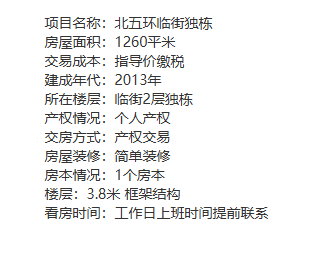 项目名称：北五环临街独栋
房屋面积：1260平米
交易成本：指导价缴税
建成年代：2013年
所在楼层：临街2层独栋
产权情况：个人产权
交房方式：产权交易
房屋装修：简单装修
房本情况：1个房本
楼层：3.8米 框架结构
看房时间：工作日上班时间提前联系